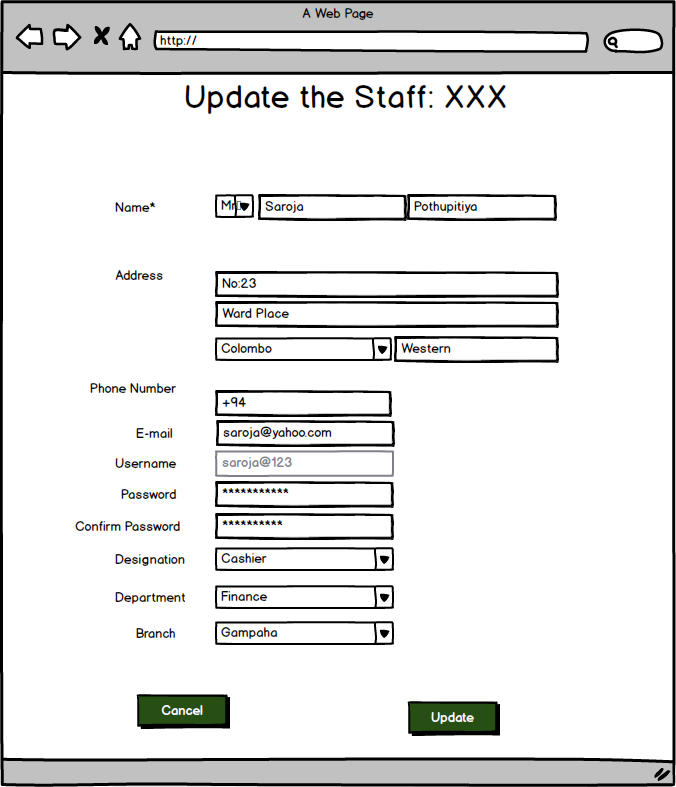 A Web Page
http://
Update the Staff: XXX
Name* Mr Saroja Pothupitiya
Address No:23
Ward Place
Colombo Western
Phone Number +94
E-mail saroja@yahoo.com
Username saroja@123
Password ***********
Confirm Password **********
Designation Cashier
Department Finance
Branch Gampaha
Cancel Update